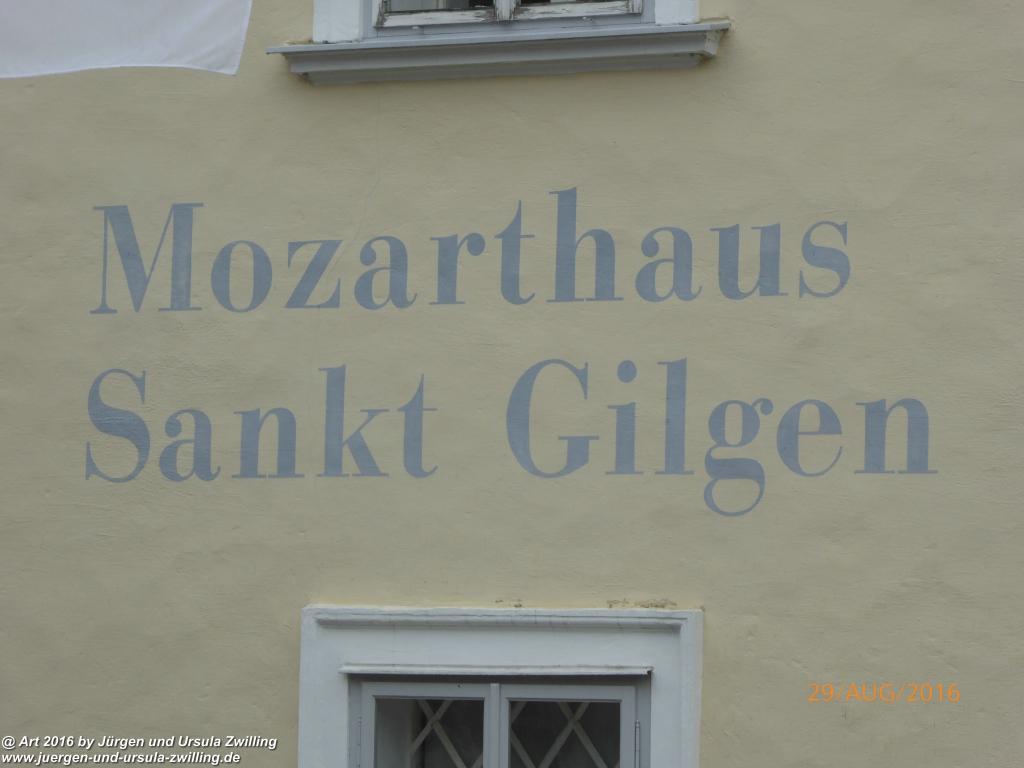 Mozarthaus
Sankt Gilgen
29/AUG/2016
@ Art 2016 by Jürgen und Ursula Zwilling
www.juergen-und-ursula-zwilling.de